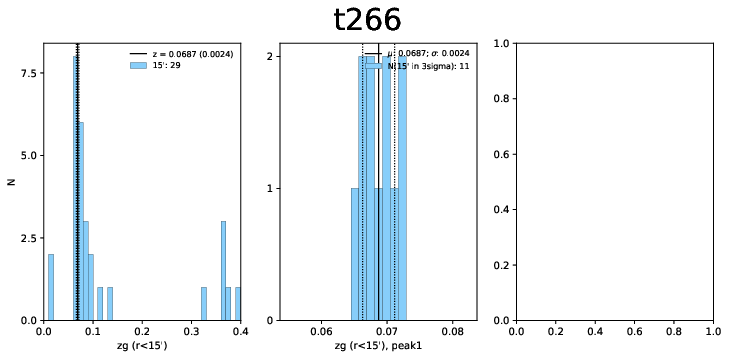 t266
z = 0.0687 (0.0024)
15': 29
7.5
5.0
2.5
0.0
N
0.0 0.1 0.2 0.3 0.4
zg (r<15')
μ: 0.0687; σ: 0.0024
N(15' in 3sigma): 11
2
1
0
0.06 0.07 0.08
zg (r<15'), peak1
1.0
0.8
0.6
0.4
0.2
0.0
0.0 0.2 0.4 0.6 0.8 1.0